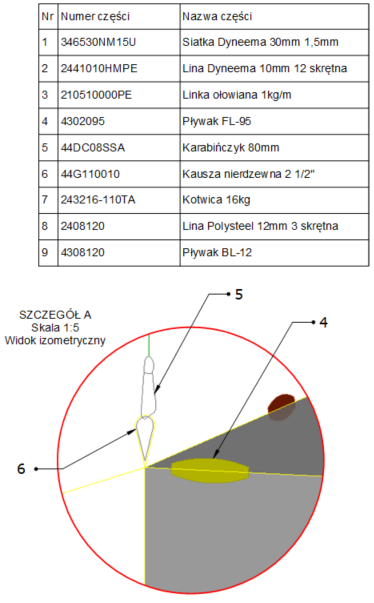 Nr Numer części Nazwa części
1 346530NM15U Siatka Dyneema 30mm 1,5mm
2 2441010HMPE Lina Dyneema 10mm 12 skrętna
3 210510000PE Linka ołowiana 1kg/m
4 4302095 Pływak FL-95
5 44DC08SSA Karabińczyk 80mm
6 44G110010 Kausza nierdzewna 2 1/2"
7 243216-110TA Kotwica 16kg
8 2408120 Lina Polysteel 12mm 3 skrętna
9 4308120 Pływak BL-12
5
SZCZEGÓŁ A
Skala 1:5
Widok izometryczny
4
6